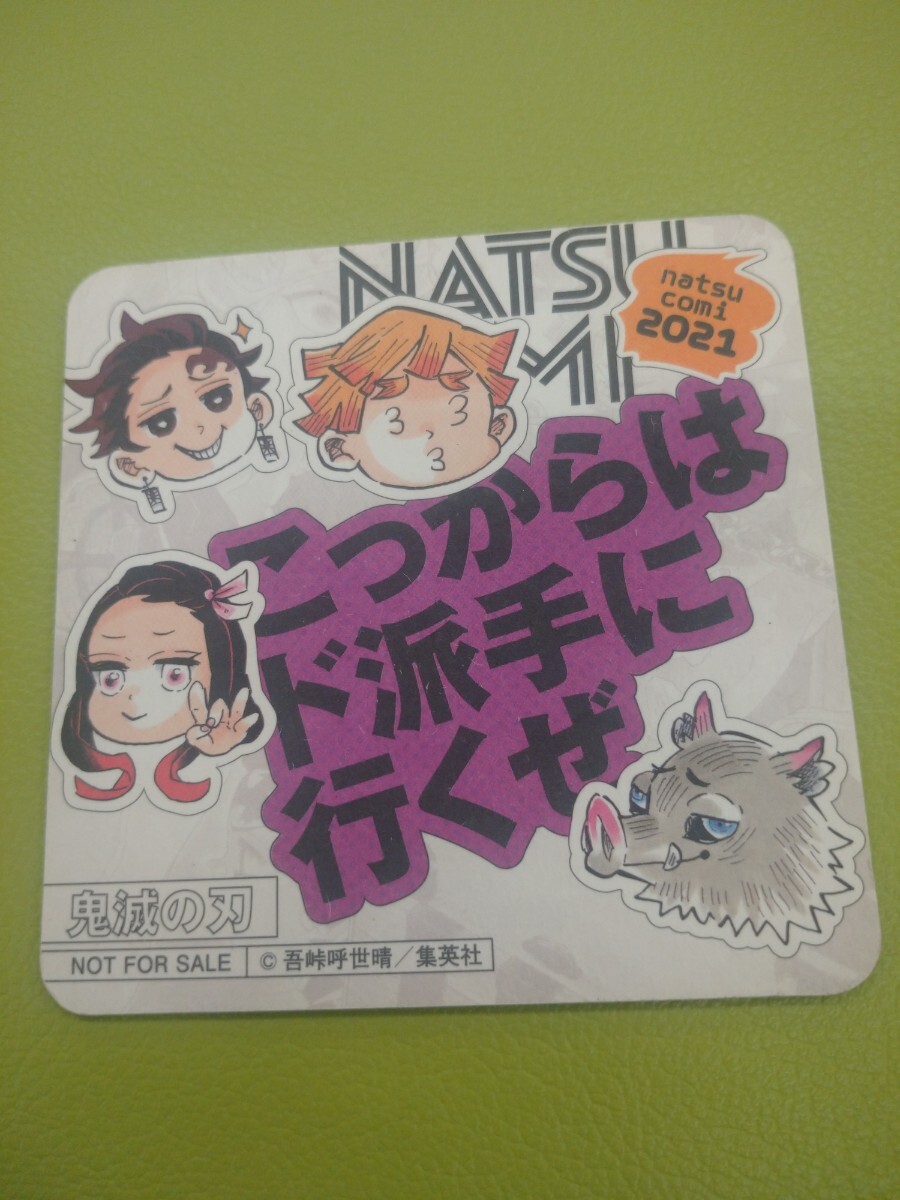 NATSU
MI
natsu
comi
2021
こっからは
ド派手に
行くぜ
鬼滅の刃
NOT FOR SALE
© 吾峠呼世晴/集英社